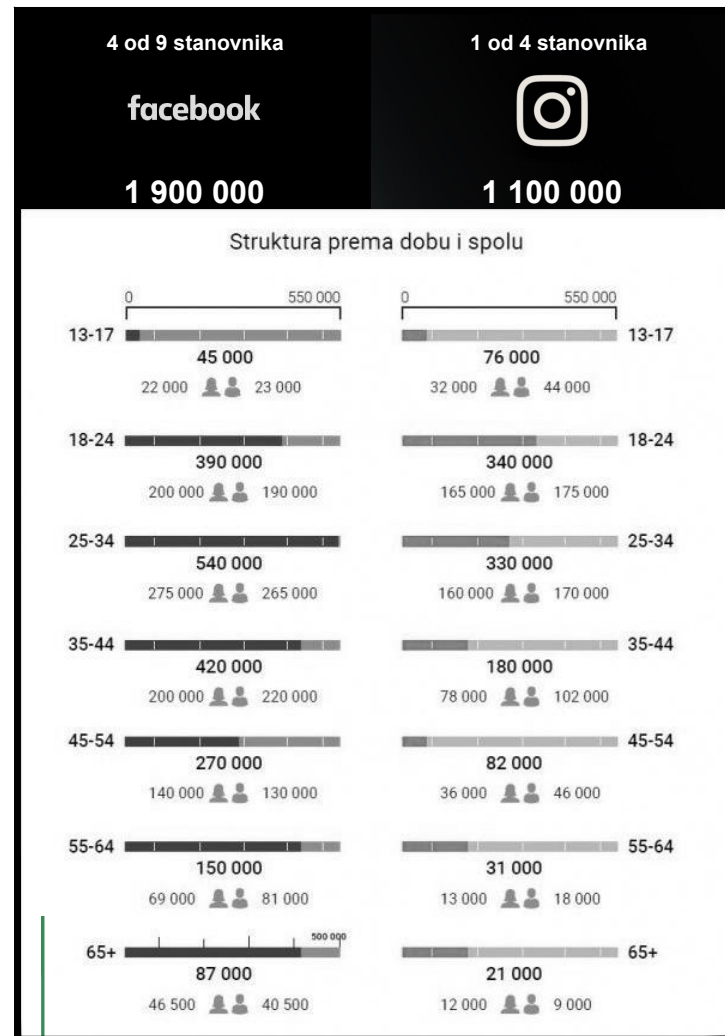 4 od 9 stanovnika
facebook
1 900 000
1 od 4 stanovnika
1 100 000
Struktura prema dobu i spolu
0 550 000
0 550 000
13-17
45 000
22 000 23 000
13-17
76 000
32 000 44 000
18-24
390 000
200 000 190 000
18-24
340 000
165 000 175 000
25-34
540 000
275 000 265 000
25-34
330 000
160 000 170 000
35-44
420 000
200 000 220 000
35-44
180 000
78 000 102 000
45-54
270 000
140 000 130 000
45-54
82 000
36 000 46 000
55-64
150 000
69 000 81 000
55-64
31 000
13 000 18 000
500 000
65+
87 000
46 500 40 500
65+
21 000
12 000 9 000